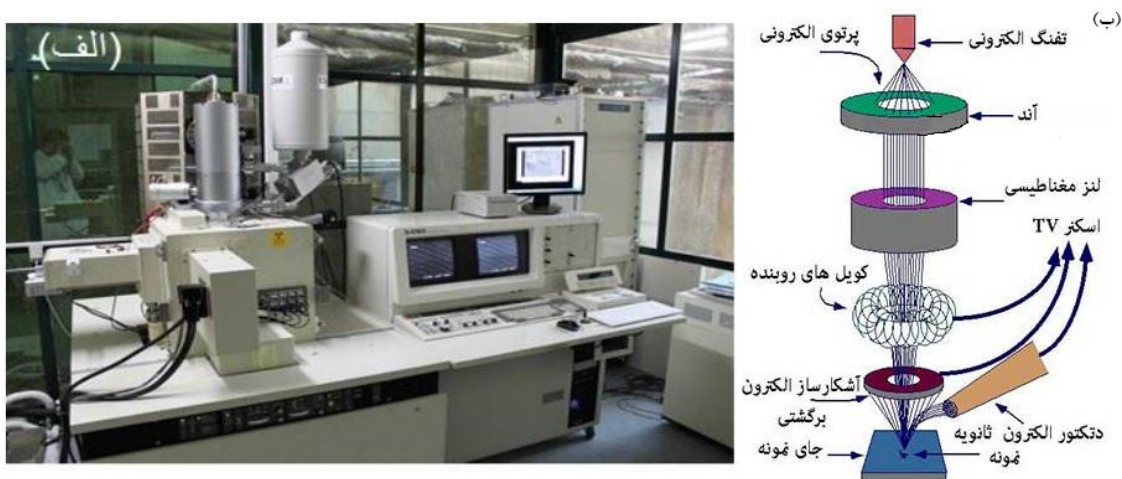 (الف)
(ب)
تفنگ الکترونی
پرتوی الکترونی
آند
لنز مغناطیسی
اسکنر TV
کویل های روبنده
آشکارساز الکترون
برگشتی
دتکتور الکترون ثانویه
جای نمونه
نمونه